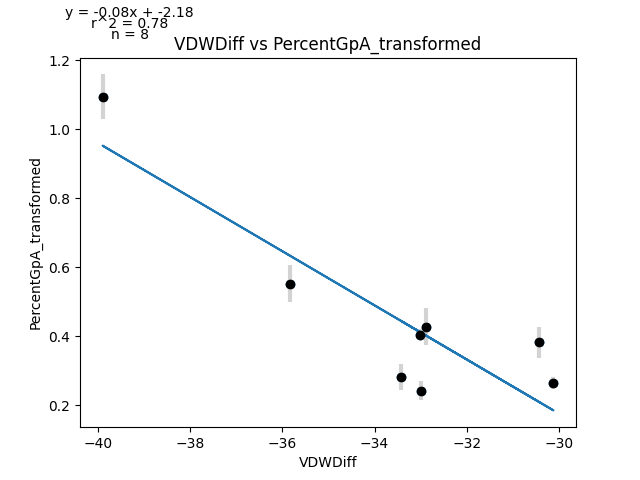 y = -0.08x + -2.18
r^2 = 0.78
n = 8
VDWDiff vs PercentGpA_transformed
1.2
1.0
0.8
0.6
0.4
0.2
PercentGpA_transformed
−40 −38 −36 −34 −32 −30
VDWDiff